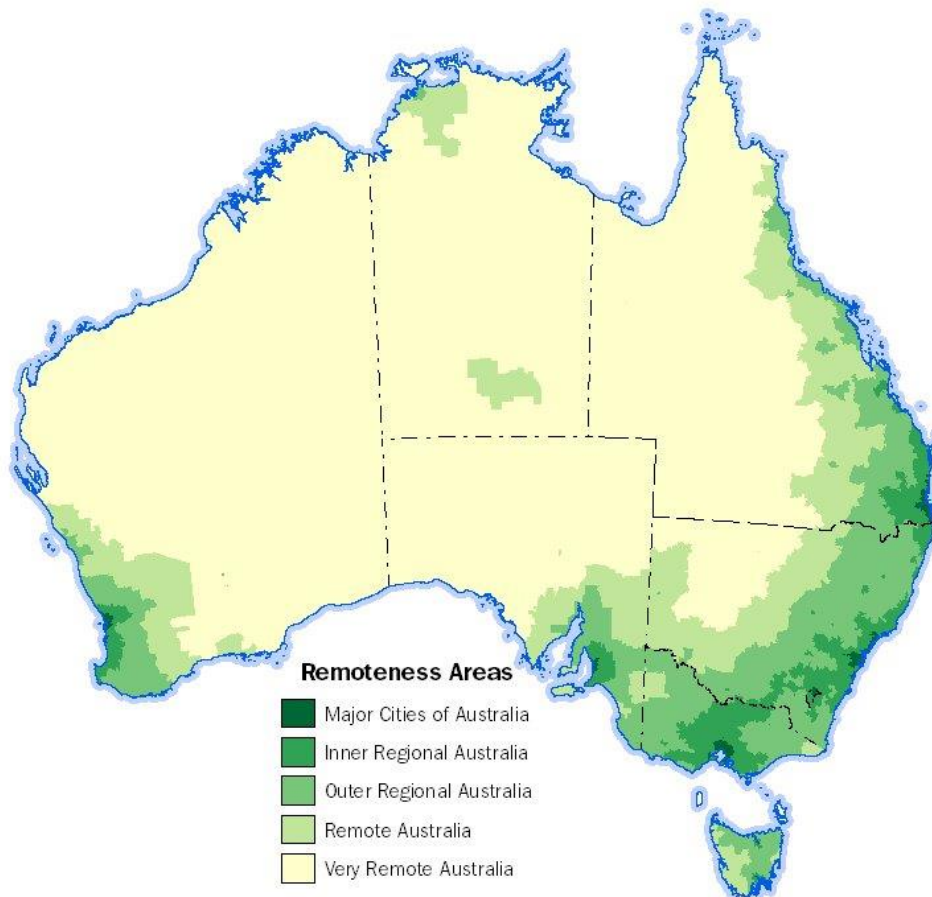 Remoteness Areas
Major Cities of Australia
Inner Regional Australia
Outer Regional Australia
Remote Australia
Very Remote Australia